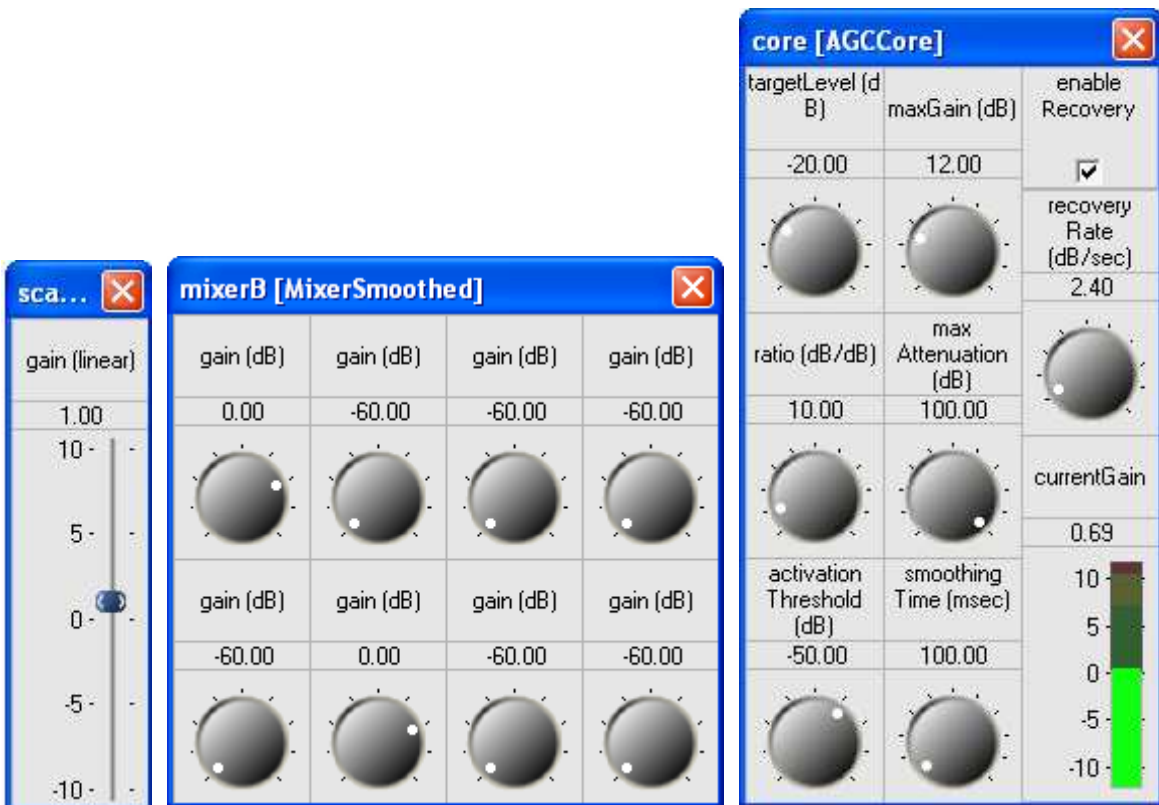 sca...
gain (linear)
1.00
10 -
5 -
0 -
-5 -
-10 -
mixerB [MixerSmoothed]
gain (dB) gain (dB) gain (dB) gain (dB)
0.00 -60.00 -60.00 -60.00
gain (dB) gain (dB) gain (dB) gain (dB)
-60.00 0.00 -60.00 -60.00
core [AGCCore]
targetLevel (d
B)
-20.00
maxGain (dB)
12.00
enable
Recovery
recovery
Rate
(dB/sec)
2.40
ratio (dB/dB)
10.00
max
Attenuation
(dB)
100.00
currentGain
0.69
10 -
5 -
0 -
-5 -
-10 -
activation
Threshold
(dB)
-50.00
smoothing
Time (msec)
100.00